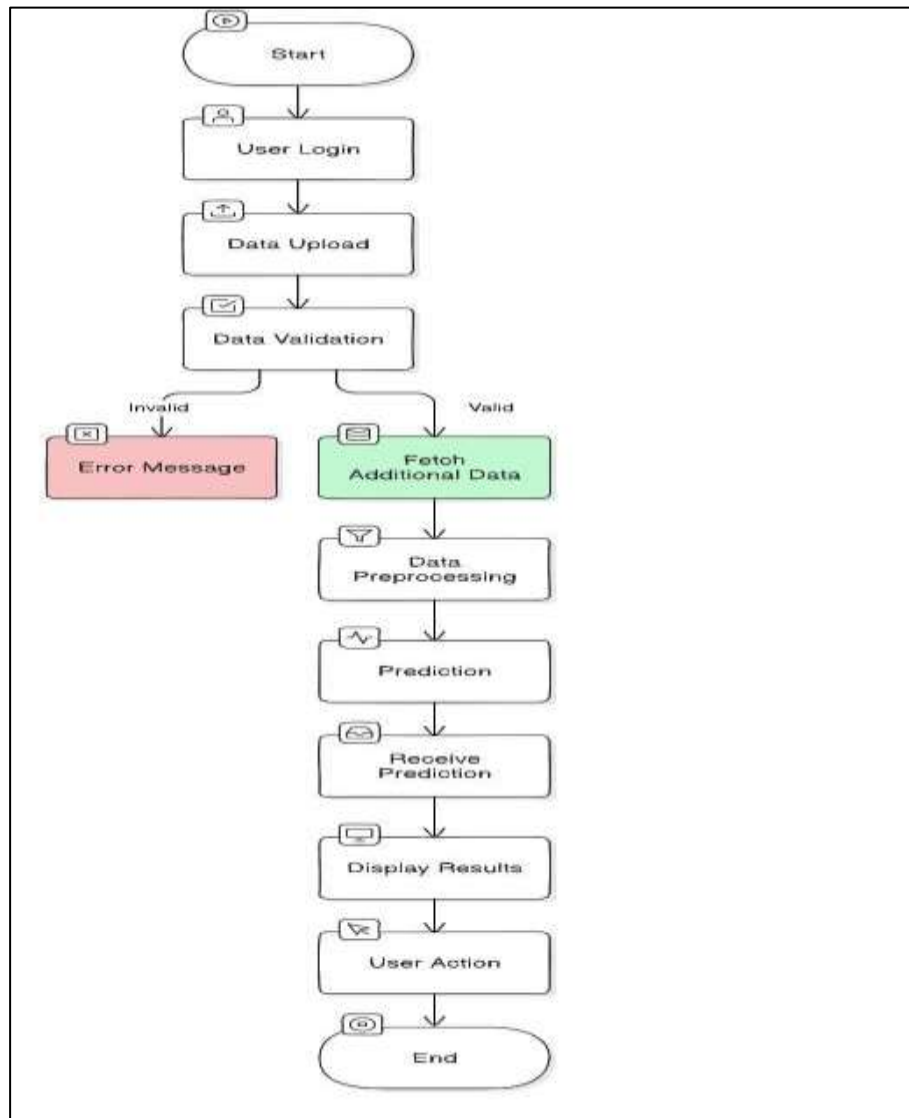 Start
User Login
Data Upload
Data Validation
Invalid
Valid
Error Message
Fetch
Additional Data
Data
Preprocessing
Prediction
Receive
Prediction
Display Results
User Action
End